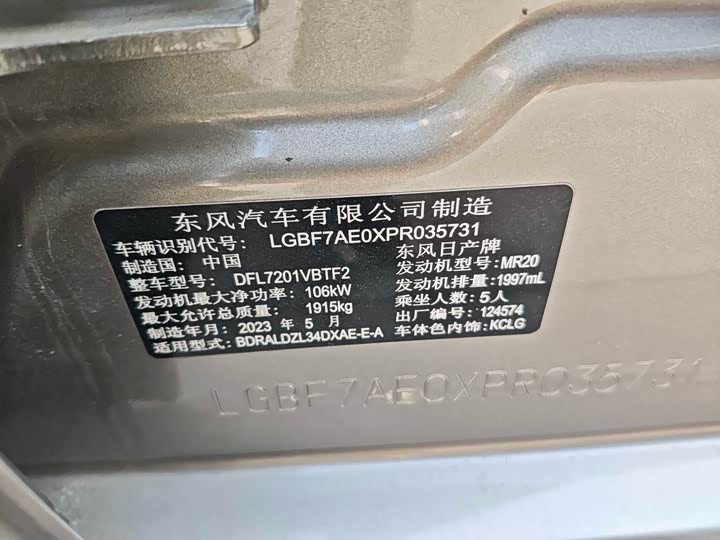 东风汽车有限公司制造
车辆识别代号： LGBF7AE0XPR035731
制造国： 中国 东风日产牌
整车型号： DFL7201VBTF2 发动机型号：MR20
发动机最大净功率： 106kW 发动机排量：1997mL
最大允许总质量： 1915kg 乘坐人数：5人
制造年月：2023 年 5 月 出厂编号：124574
适用型式：BDRALDZL34DXAE-E-A 车体色内饰：KCLG
LGBF7AE0XPR035731